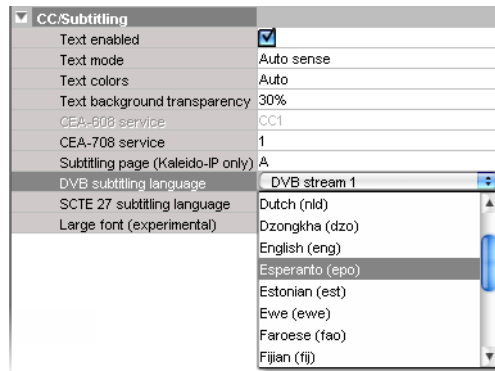 CC/Subtitling
Text enabled
Text mode Auto sense
Text colors Auto
Text background transparency 30%
CEA-608 service CC1
CEA-708 service 1
Subtitling page (Kaleido-IP only) A
DVB subtitling language DVB stream 1
SCTE 27 subtitling language Dutch (nld)
Large font (experimental) Dzongkha (dzo)
English (eng)
Esperanto (epo)
Estonian (est)
Ewe (ewe)
Faroese (fao)
Fijian (fij)